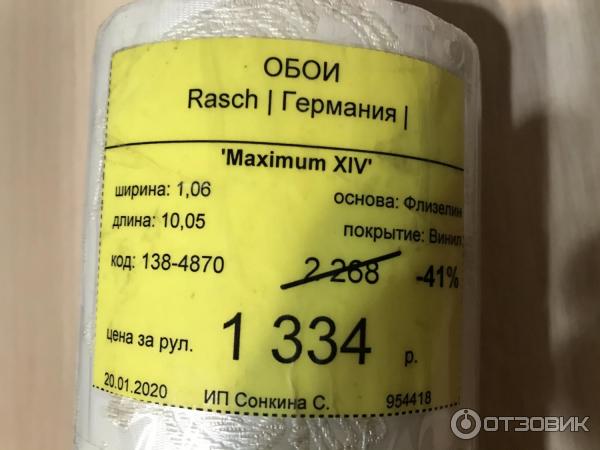 ОБОИ
Rasch | Германия |
'Maximum XIV'
ширина: 1,06
основа: Флизелин
длина: 10,05
покрытие: Винил
код: 138-4870
2 268 -41%
цена за рул. 1 334 р.
20.01.2020 ИП Сонкина С. 954418
ОТЗОВИК